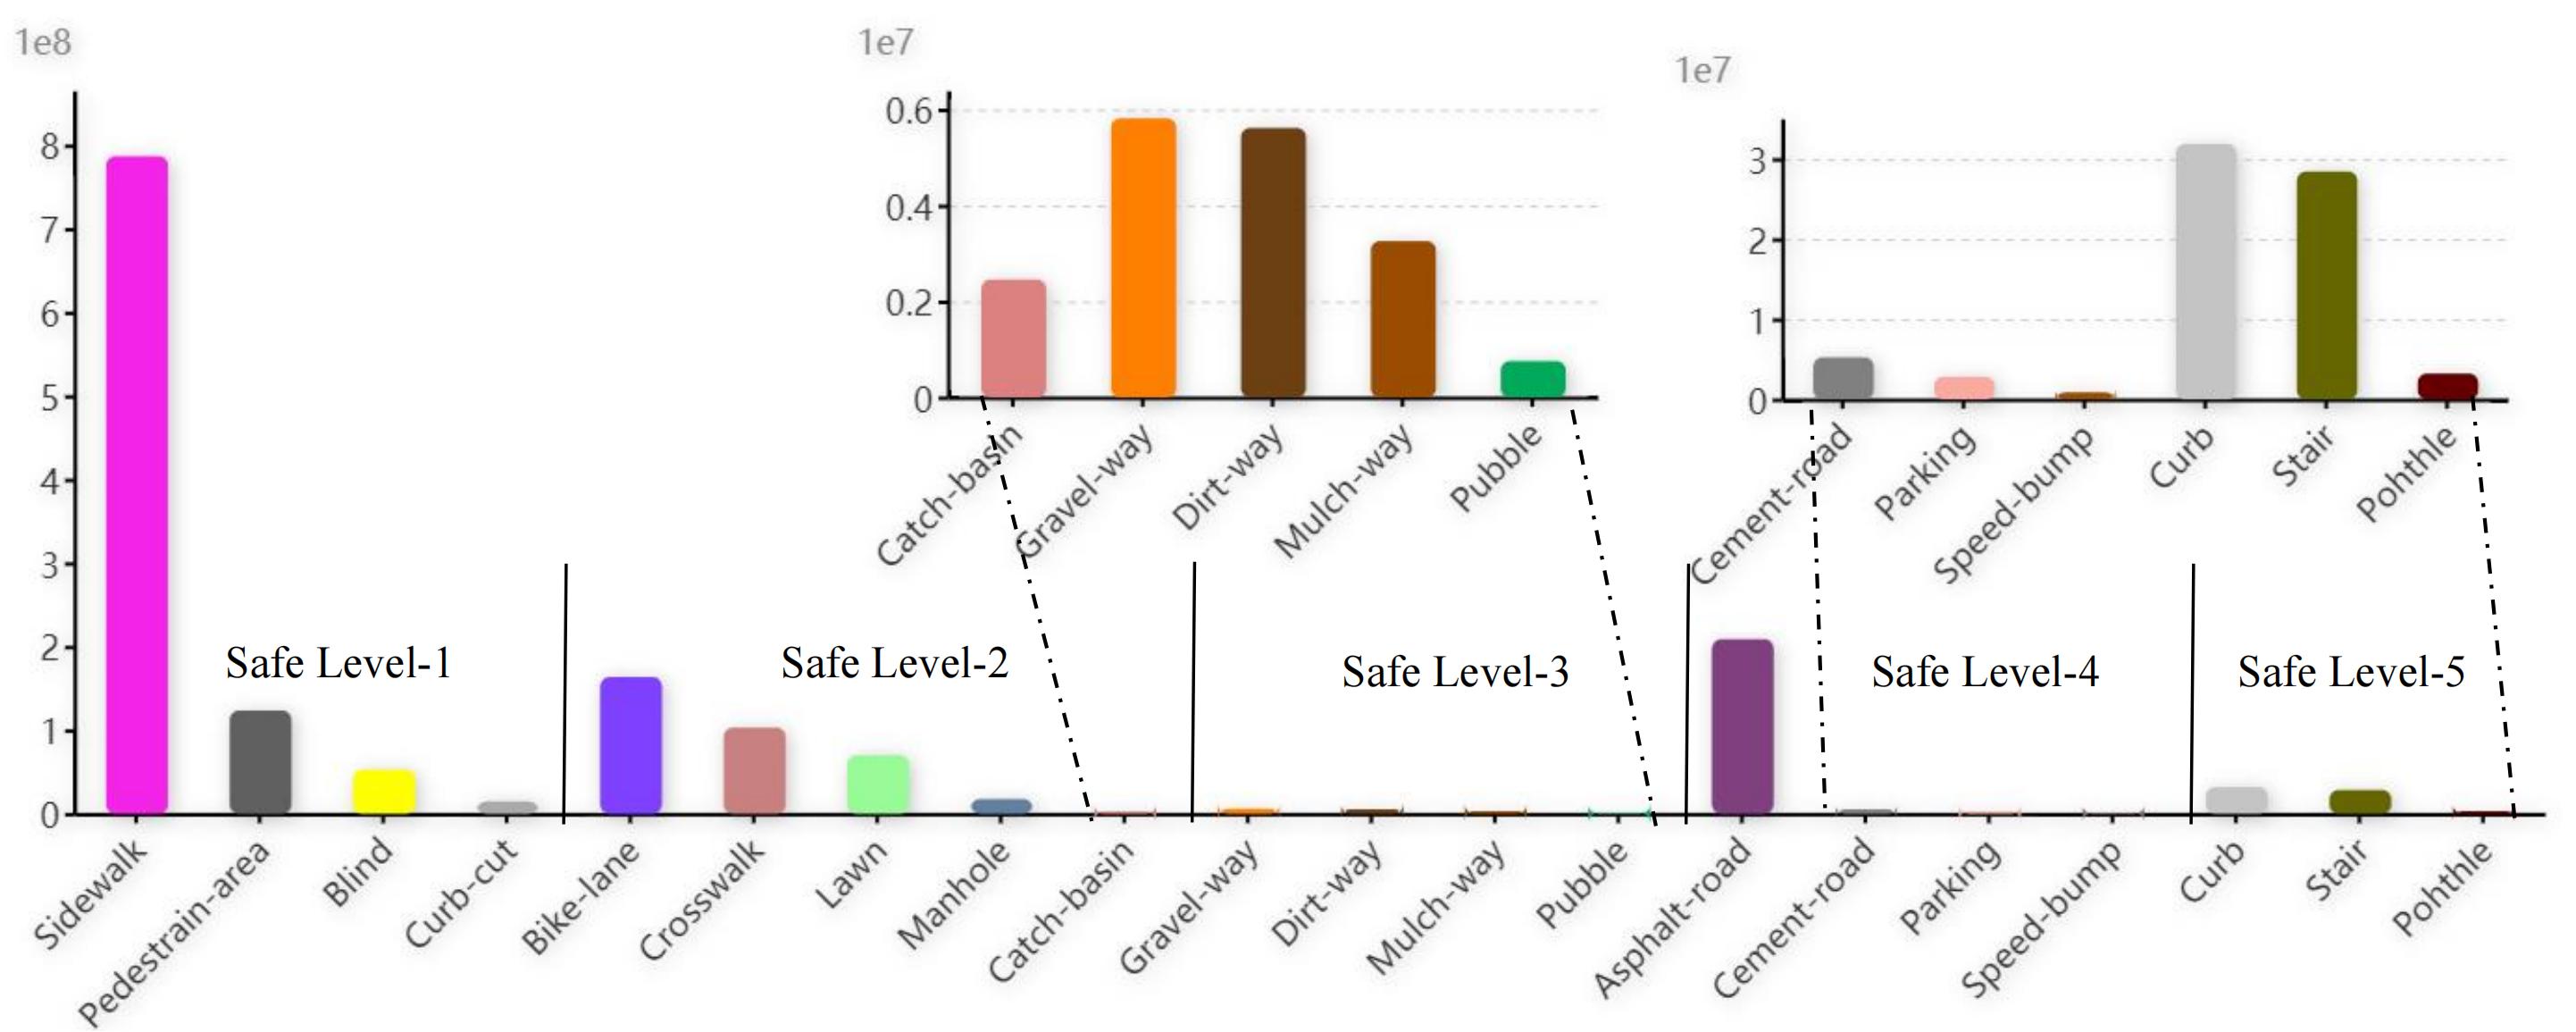 1e8
8
7
6
5
4
3
2
1
0
Safe Level-1
Safe Level-2
Safe Level-3
Safe Level-4
Safe Level-5
Sidewalk
Pedestrain-area
Blind
Curb-cut
Bike-lane
Crosswalk
Lawn
Manhole
Catch-basin
Gravel-way
Dirt-way
Mulch-way
Pubble
Asphalt-road
Cement-road
Parking
Speed-bump
Curb
Stair
Pohthle
1e7
0.6
0.4
0.2
0
Catch-basin
Gravel-way
Dirt-way
Mulch-way
Pubble
1e7
3
2
1
0
Cement-road
Parking
Speed-bump
Curb
Stair
Pohthle